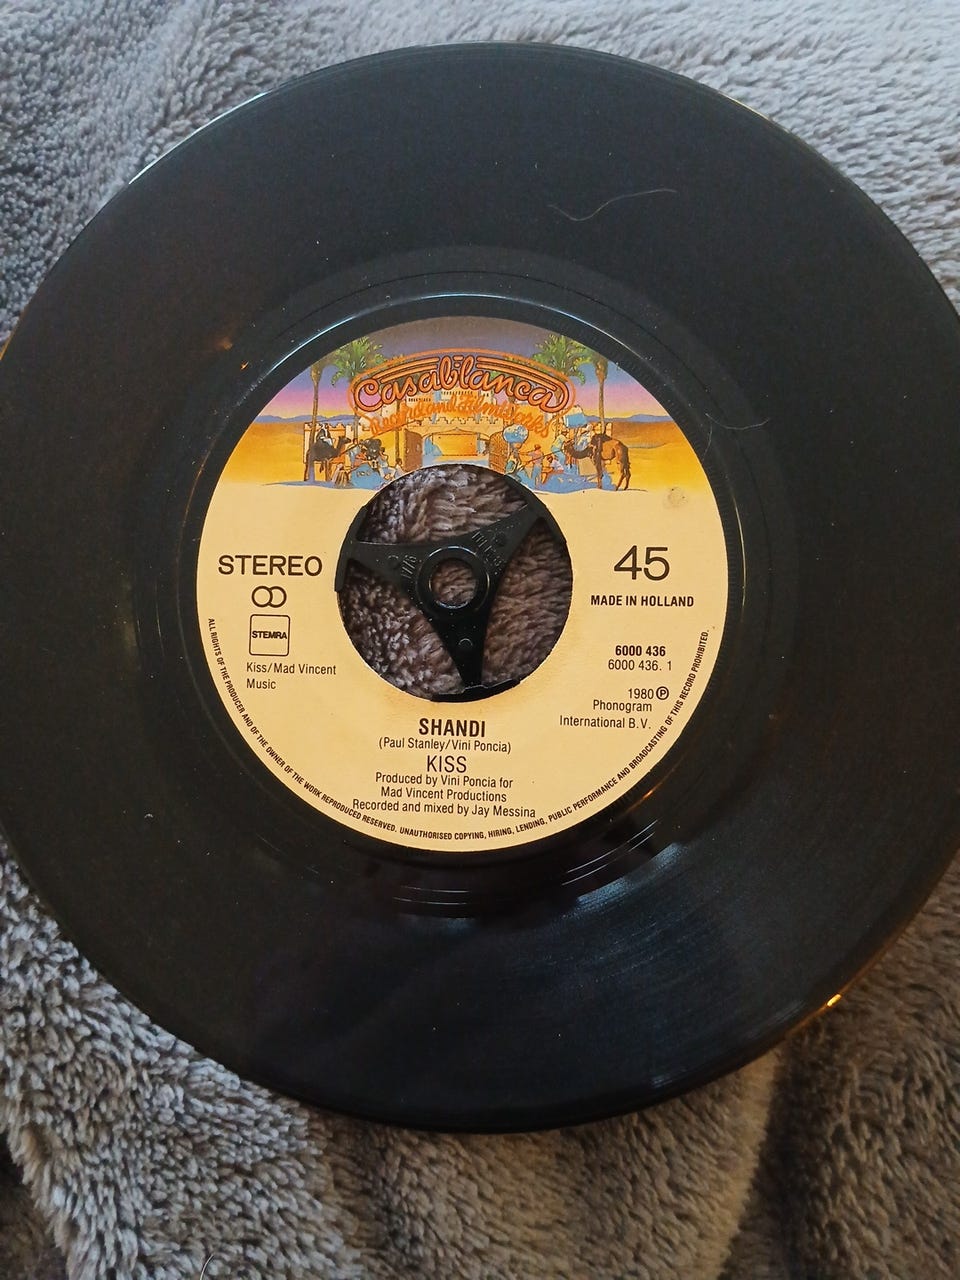 Casablanca
Record and FilmWorks
STEREO
45
MADE IN HOLLAND
STEMRA
6000 436
6000 436. 1
Kiss/Mad Vincent
Music
1980 Ⓟ
Phonogram
International B.V.
SHANDI
(Paul Stanley/Vini Poncia)
KISS
Produced by Vini Poncia for
Mad Vincent Productions
Recorded and mixed by Jay Messina
ALL RIGHTS OF THE PRODUCER AND OF THE OWNER OF THE WORK REPRODUCED RESERVED. UNAUTHORISED COPYING, HIRING, LENDING, PUBLIC PERFORMANCE AND BROADCASTING OF THIS RECORD PROHIBITED.